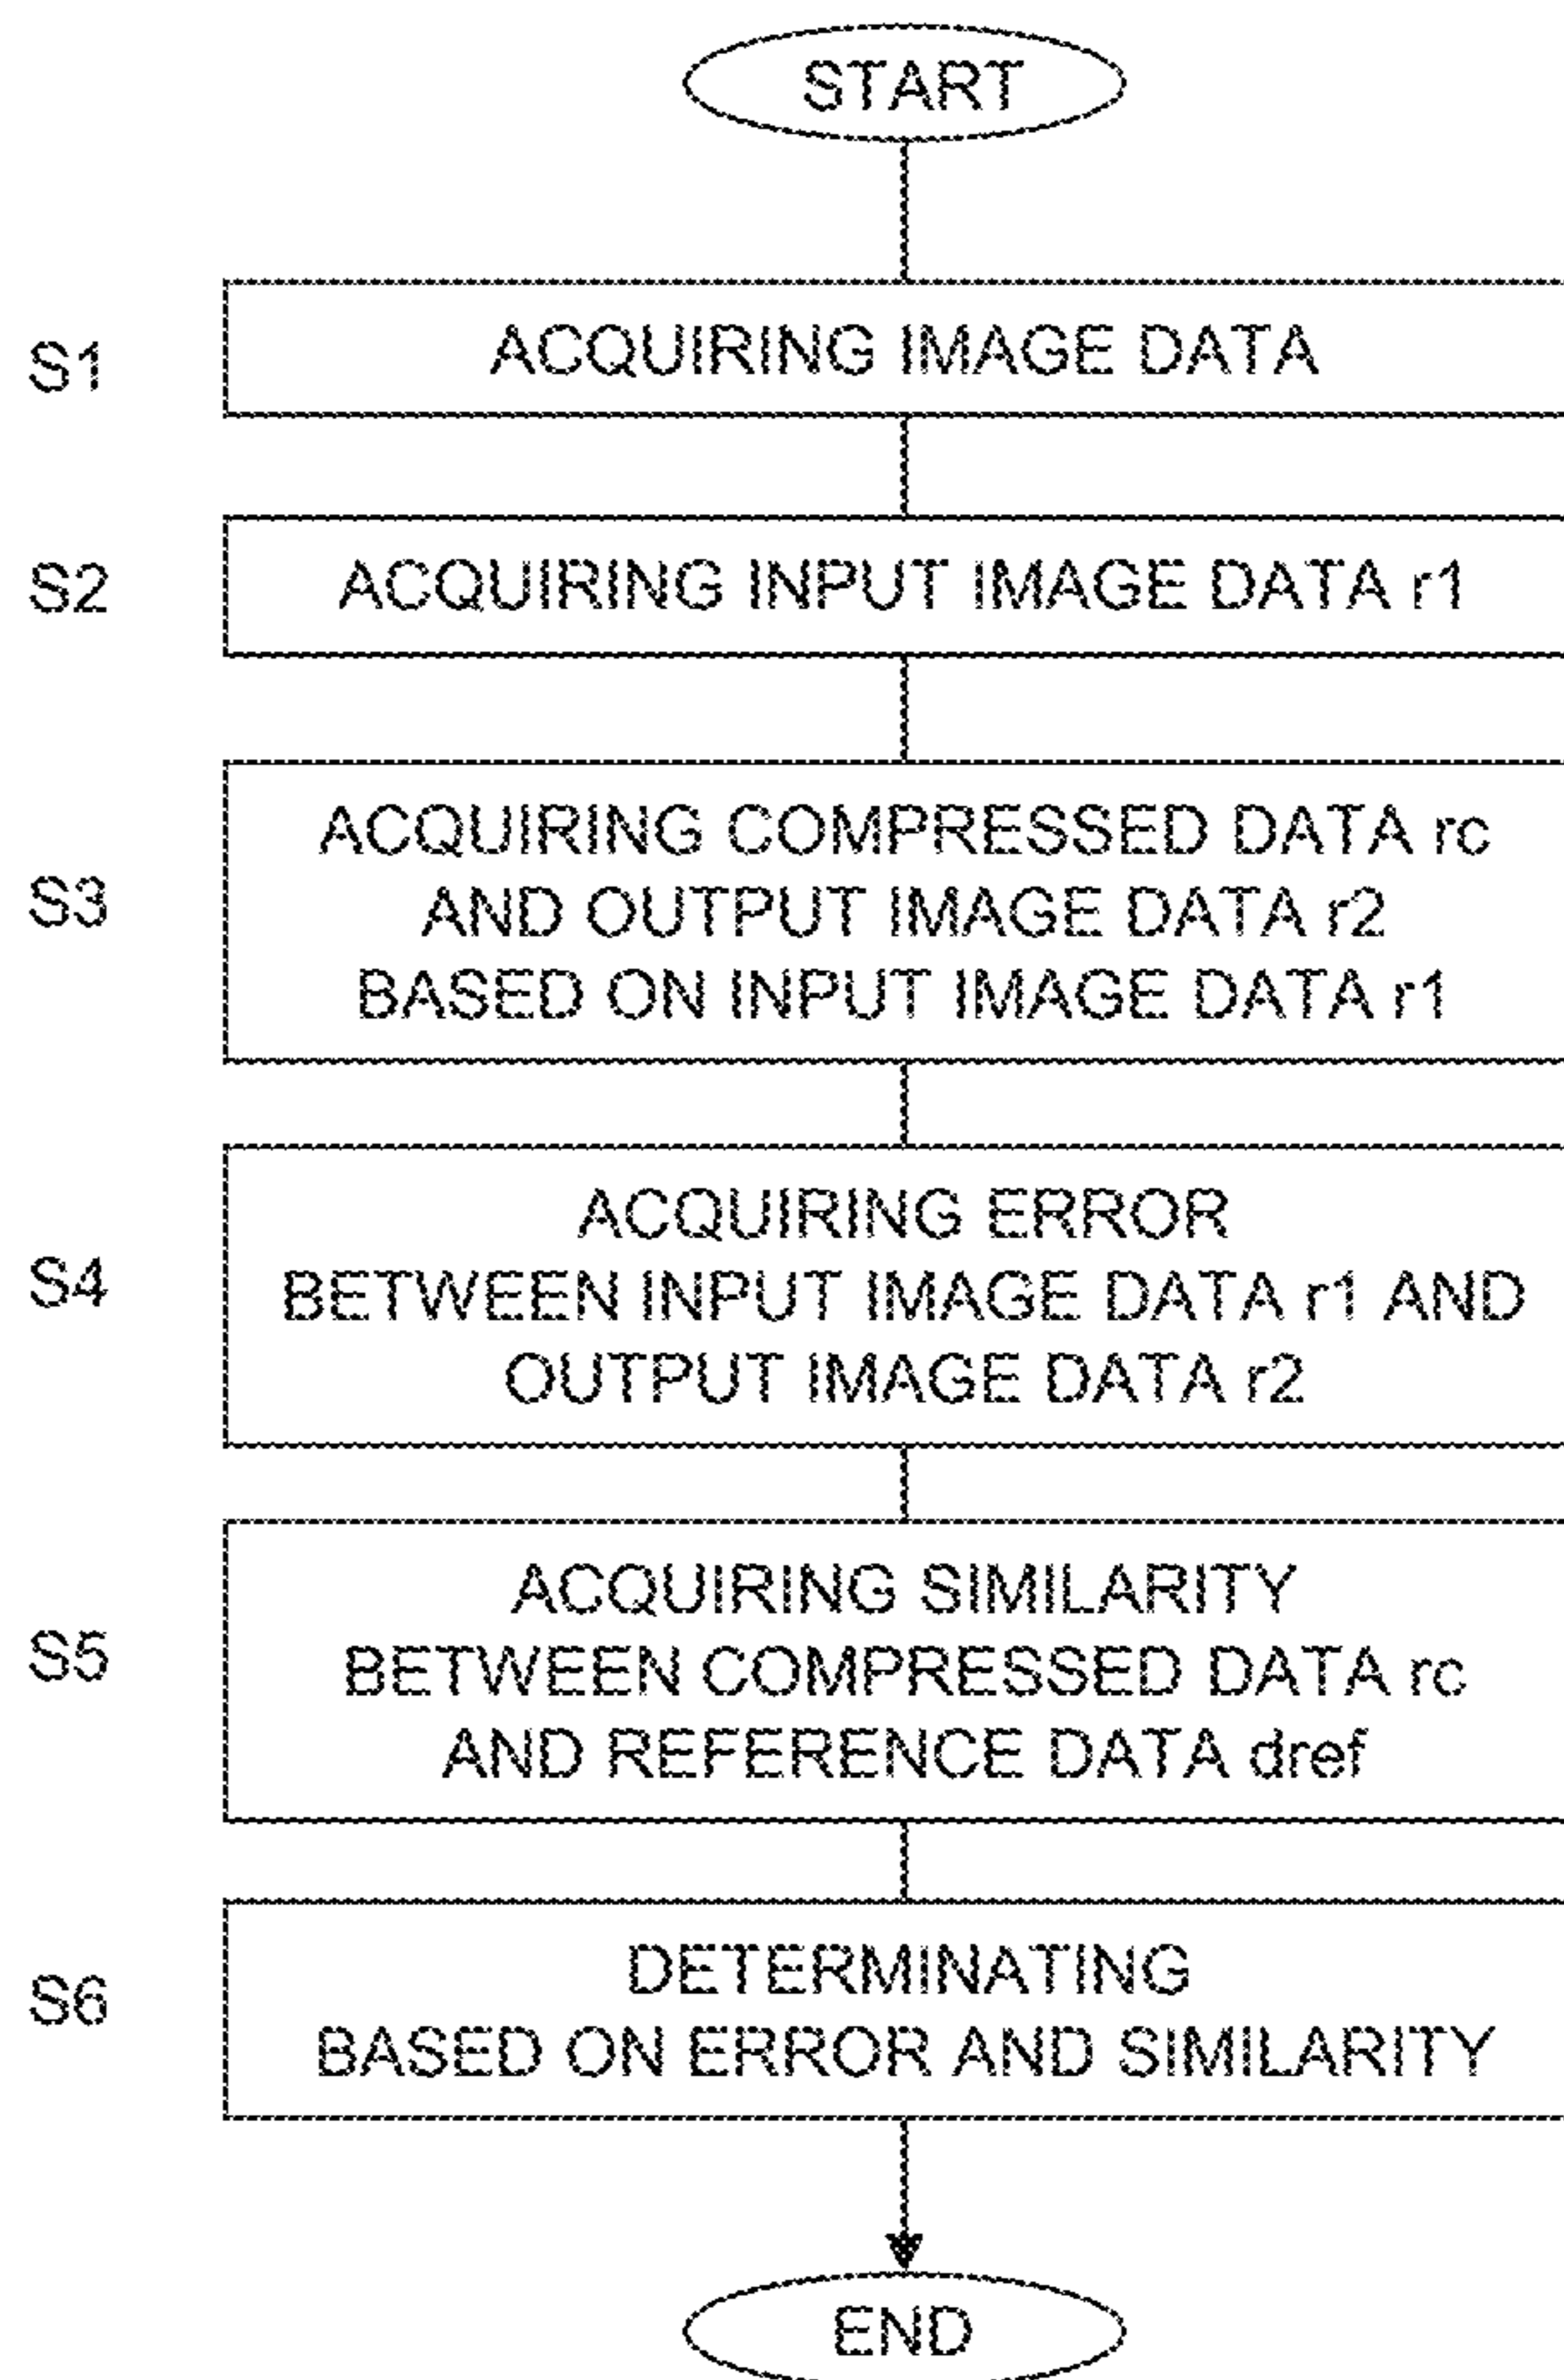 START
S1
ACQUIRING IMAGE DATA
S2
ACQUIRING INPUT IMAGE DATA r1
S3
ACQUIRING COMPRESSED DATA rc
AND OUTPUT IMAGE DATA r2
BASED ON INPUT IMAGE DATA r1
S4
ACQUIRING ERROR
BETWEEN INPUT IMAGE DATA r1 AND
OUTPUT IMAGE DATA r2
S5
ACQUIRING SIMILARITY
BETWEEN COMPRESSED DATA rc
AND REFERENCE DATA dref
S6
DETERMINATING
BASED ON ERROR AND SIMILARITY
END